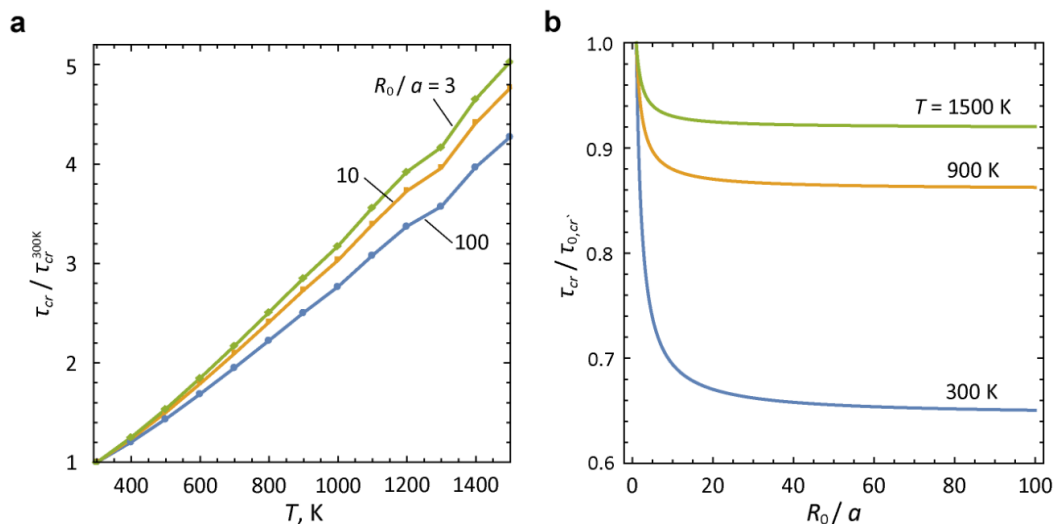 a
5
4
3
2
1
τcr / τcr300K
R0 / a = 3
10
100
400 600 800 1000 1200 1400
T, K
b
1.0
0.9
0.8
0.7
0.6
τcr / τ0,cr`
T = 1500 K
900 K
300 K
0 20 40 60 80 100
R0 / a